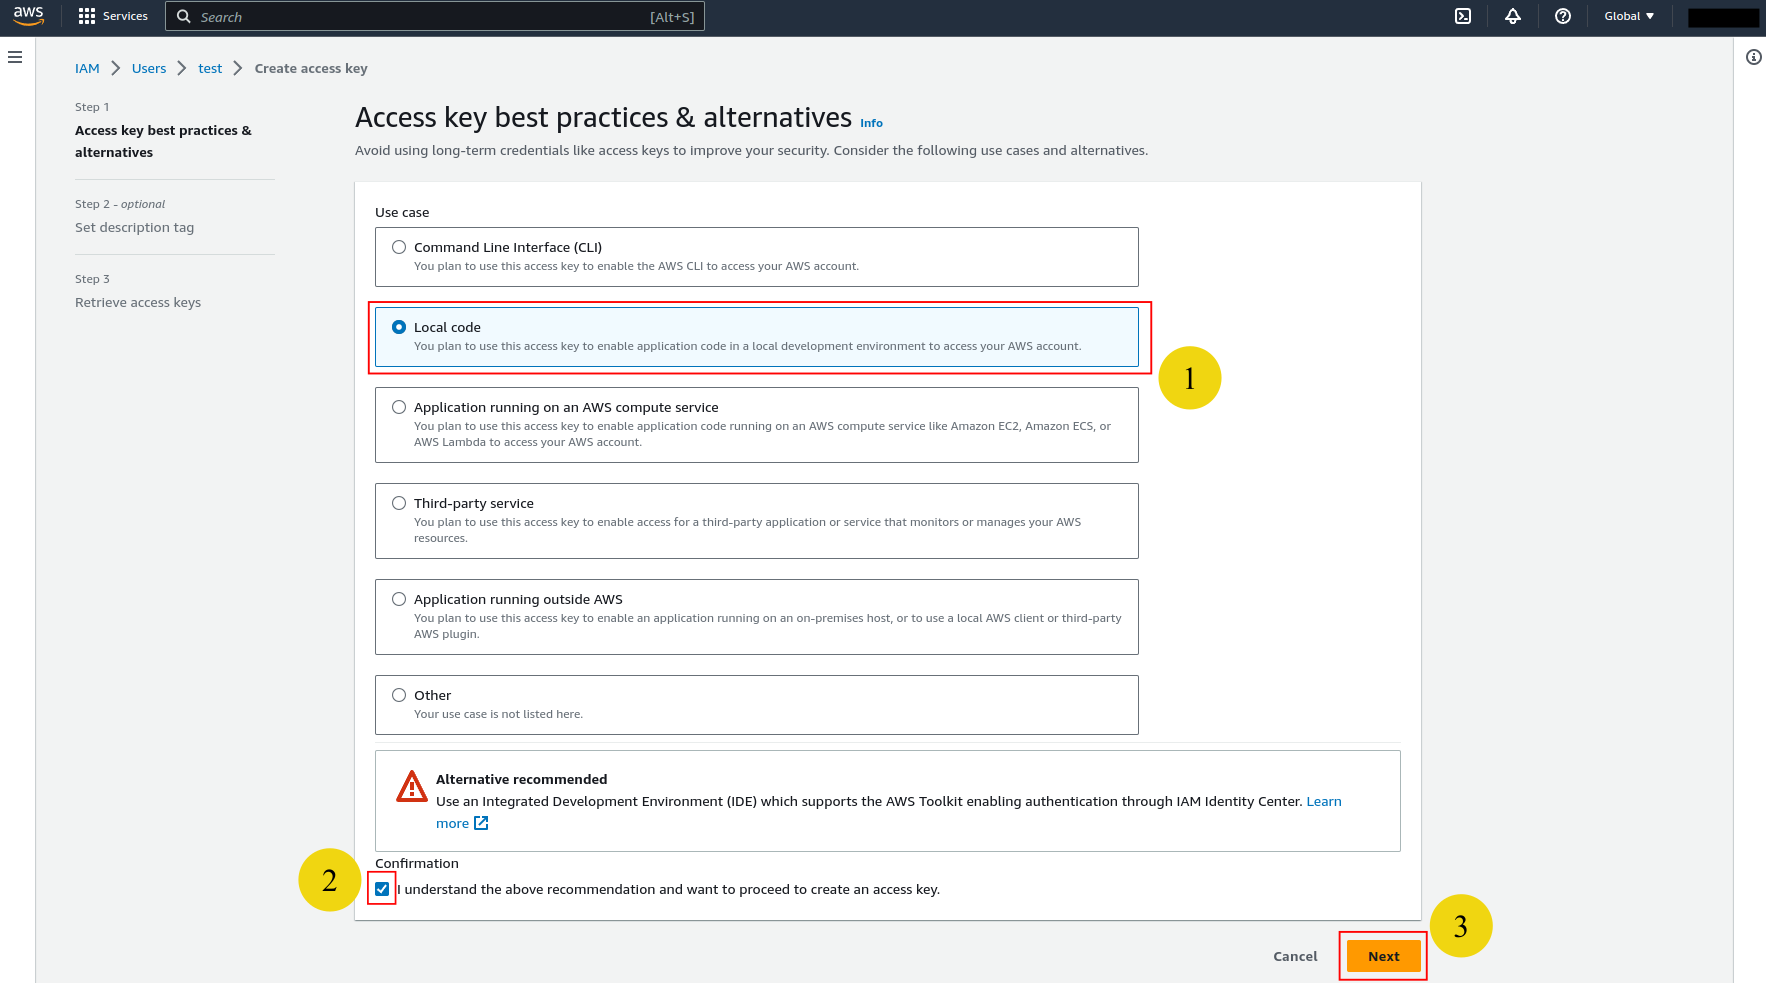 aws
Services
Search
[Alt+S]
Global
IAM
Users
test
Create access key
Step 1
Access key best practices &
alternatives
Step 2 - optional
Set description tag
Step 3
Retrieve access keys
Access key best practices & alternatives Info
Avoid using long-term credentials like access keys to improve your security. Consider the following use cases and alternatives.
Use case
Command Line Interface (CLI)
You plan to use this access key to enable the AWS CLI to access your AWS account.
Local code
You plan to use this access key to enable application code in a local development environment to access your AWS account.
1
Application running on an AWS compute service
You plan to use this access key to enable application code running on an AWS compute service like Amazon EC2, Amazon ECS, or
AWS Lambda to access your AWS account.
Third-party service
You plan to use this access key to enable access for a third-party application or service that monitors or manages your AWS
resources.
Application running outside AWS
You plan to use this access key to enable an application running on an on-premises host, or to use a local AWS client or third-party
AWS plugin.
Other
Your use case is not listed here.
Alternative recommended
Use an Integrated Development Environment (IDE) which supports the AWS Toolkit enabling authentication through IAM Identity Center. Learn
more
Confirmation
2
I understand the above recommendation and want to proceed to create an access key.
3
Cancel
Next